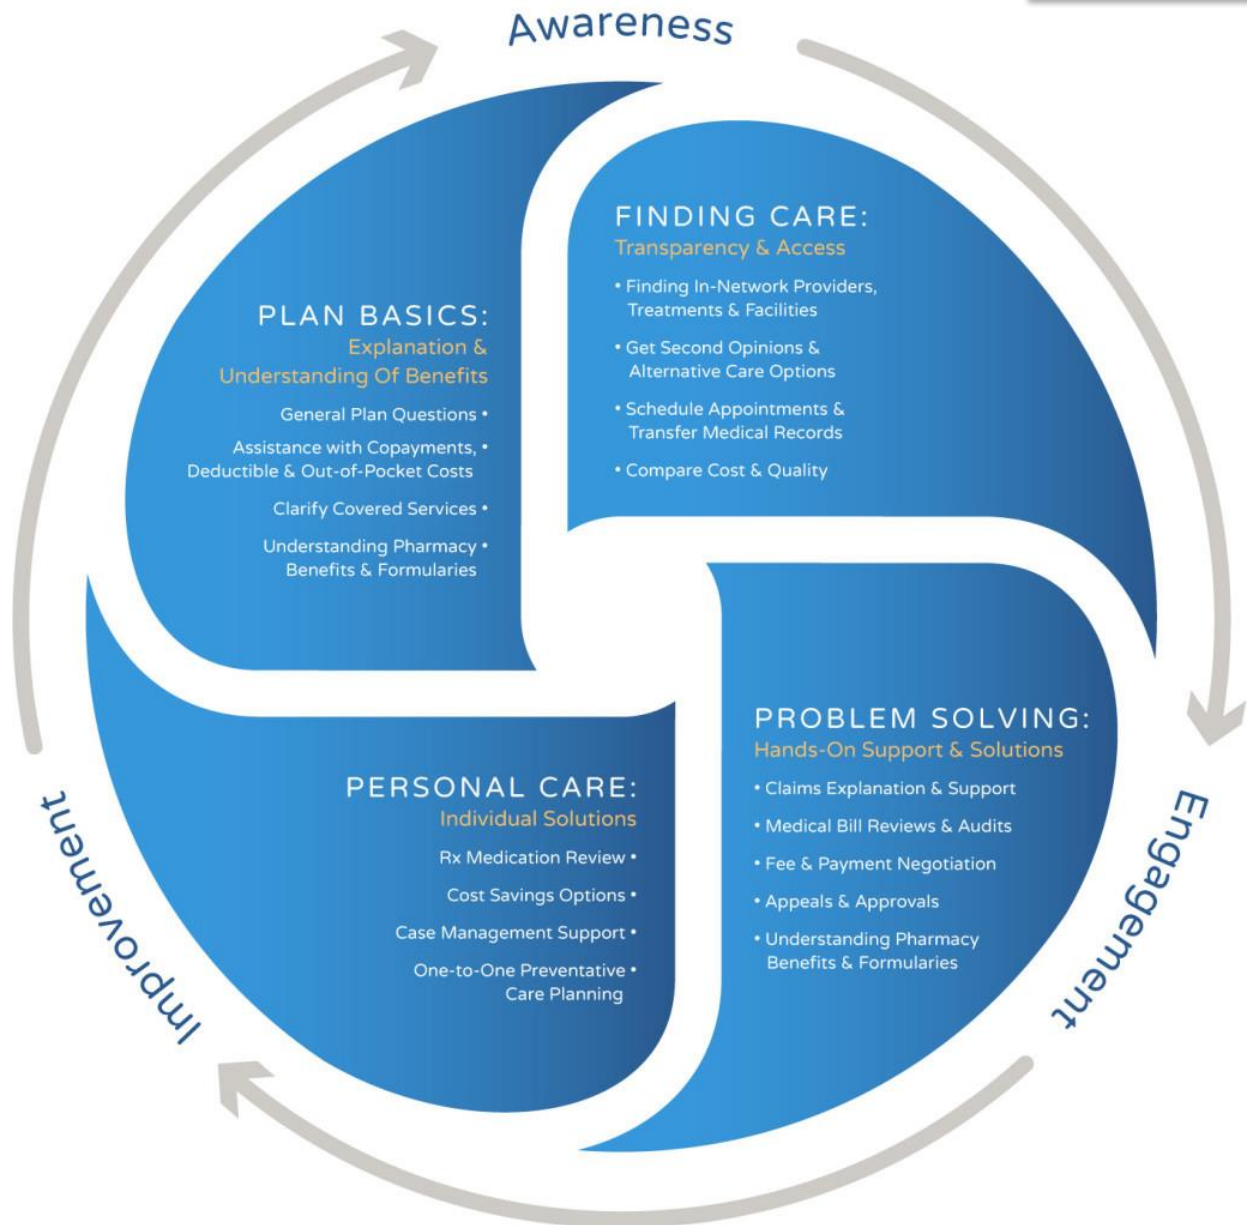 Awareness
PLAN BASICS:
Explanation &
Understanding Of Benefits
General Plan Questions •
Assistance with Copayments, •
Deductible & Out-of-Pocket Costs
Clarify Covered Services •
Understanding Pharmacy •
Benefits & Formularies
FINDING CARE:
Transparency & Access
• Finding In-Network Providers,
Treatments & Facilities
• Get Second Opinions &
Alternative Care Options
• Schedule Appointments &
Transfer Medical Records
• Compare Cost & Quality
PROBLEM SOLVING:
Hands-On Support & Solutions
• Claims Explanation & Support
• Medical Bill Reviews & Audits
• Fee & Payment Negotiation
• Appeals & Approvals
• Understanding Pharmacy
Benefits & Formularies
Engagement
PERSONAL CARE:
Individual Solutions
Rx Medication Review •
Cost Savings Options •
Case Management Support •
One-to-One Preventative •
Care Planning
Improvement